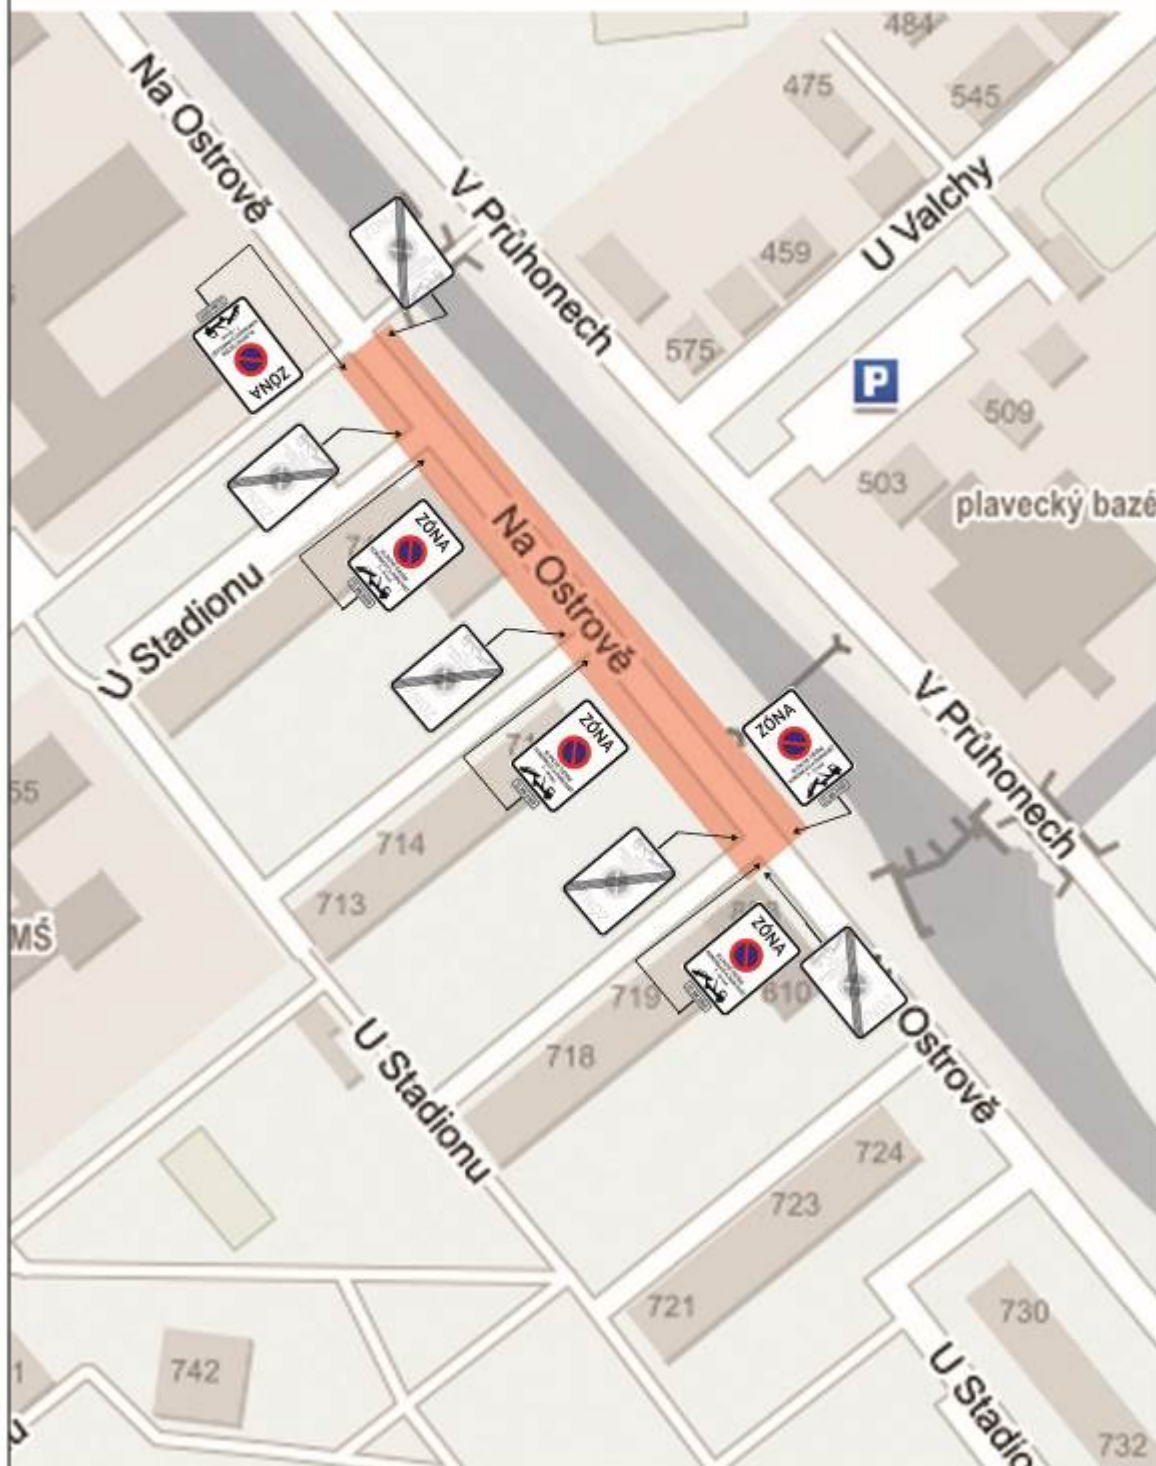 484
475
545
Na Ostrově
V Průhonech
U Valchy
459
575
P
ZÓNA
509
503
plavecký bazé
ZÓNA
Na Ostrově
U Stadionu
ZÓNA
ZÓNA
V Průhonech
55
714
713
MŠ
ZÓNA
719
810
718
Ostrově
U Stadionu
724
723
721
730
742
1
u
U Stadio
732